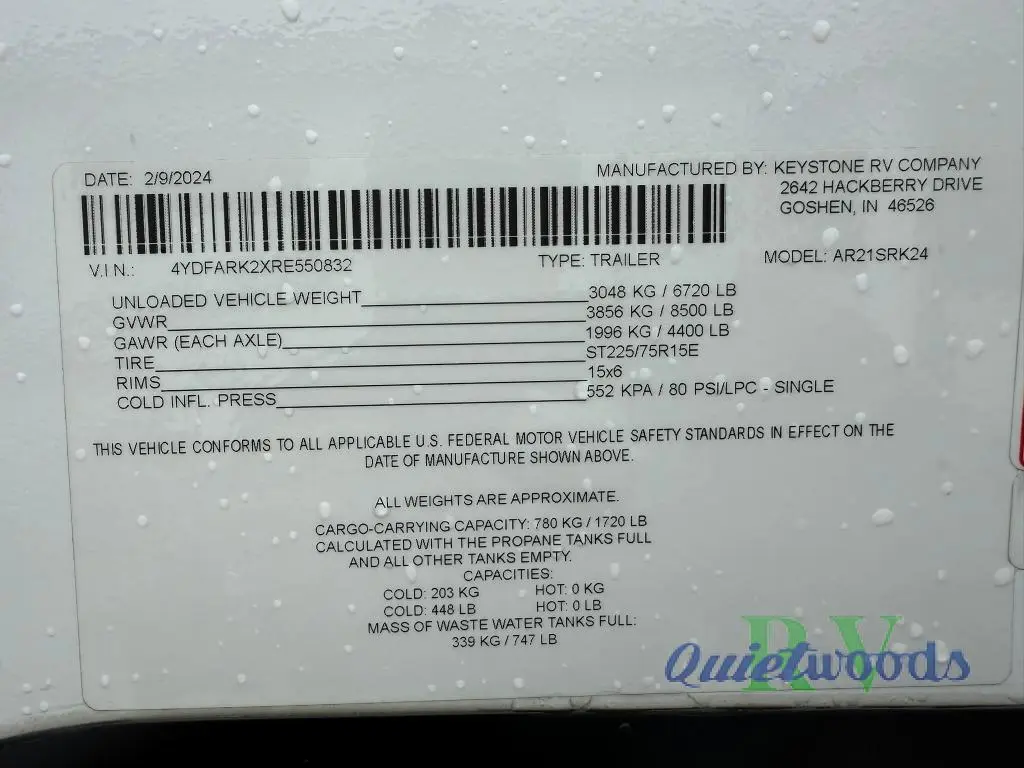 DATE: 2/9/2024
MANUFACTURED BY: KEYSTONE RV COMPANY
2642 HACKBERRY DRIVE
GOSHEN, IN 46526
V.I.N.: 4YDFARK2XRE550832 TYPE: TRAILER MODEL: AR21SRK24
UNLOADED VEHICLE WEIGHT 3048 KG / 6720 LB
GVWR 3856 KG / 8500 LB
GAWR (EACH AXLE) 1996 KG / 4400 LB
TIRE ST225/75R15E
RIMS 15x6
COLD INFL. PRESS 552 KPA / 80 PSI/LPC - SINGLE
THIS VEHICLE CONFORMS TO ALL APPLICABLE U.S. FEDERAL MOTOR VEHICLE SAFETY STANDARDS IN EFFECT ON THE
DATE OF MANUFACTURE SHOWN ABOVE.
ALL WEIGHTS ARE APPROXIMATE.
CARGO-CARRYING CAPACITY: 780 KG / 1720 LB
CALCULATED WITH THE PROPANE TANKS FULL
AND ALL OTHER TANKS EMPTY.
CAPACITIES:
COLD: 203 KG HOT: 0 KG
COLD: 448 LB HOT: 0 LB
MASS OF WASTE WATER TANKS FULL:
339 KG / 747 LB
Quietwoods RV